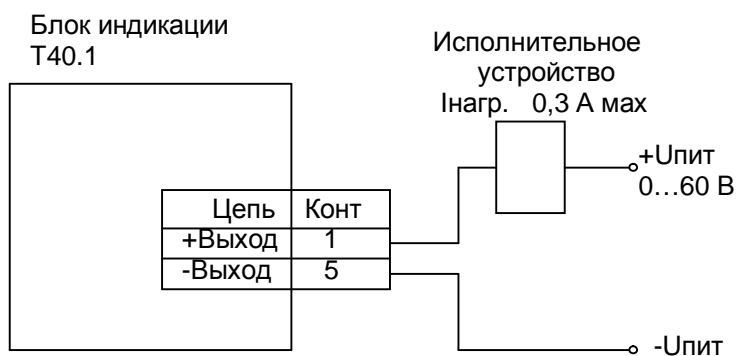 Блок индикации
Т40.1
Исполнительное
устройство
Iнагр. 0,3 А мах
+Uпит
0...60 В
Цепь Конт
+Выход 1
-Выход 5
-Uпит